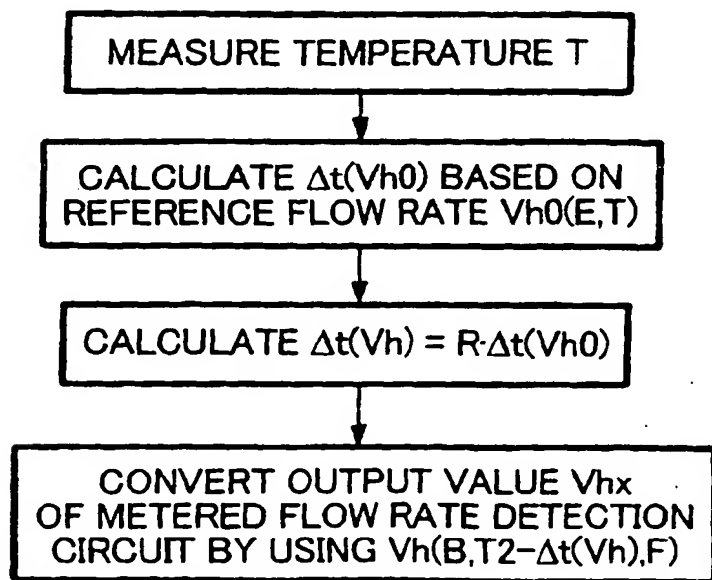 MEASURE TEMPERATURE T
CALCULATE Δt(Vh0) BASED ON
REFERENCE FLOW RATE Vh0(E,T)
CALCULATE Δt(Vh) = R·Δt(Vh0)
CONVERT OUTPUT VALUE Vhx
OF METERED FLOW RATE DETECTION
CIRCUIT BY USING Vh(B,T2-Δt(Vh),F)